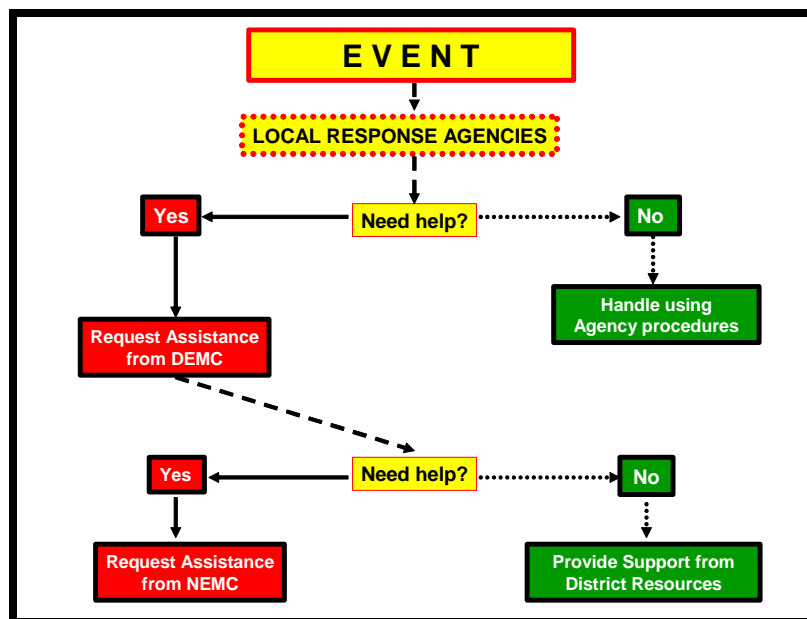 E V E N T
LOCAL RESPONSE AGENCIES
Yes
Need help?
No
Handle using
Agency procedures
Request Assistance
from DEMC
Yes
Need help?
No
Request Assistance
from NEMC
Provide Support from
District Resources